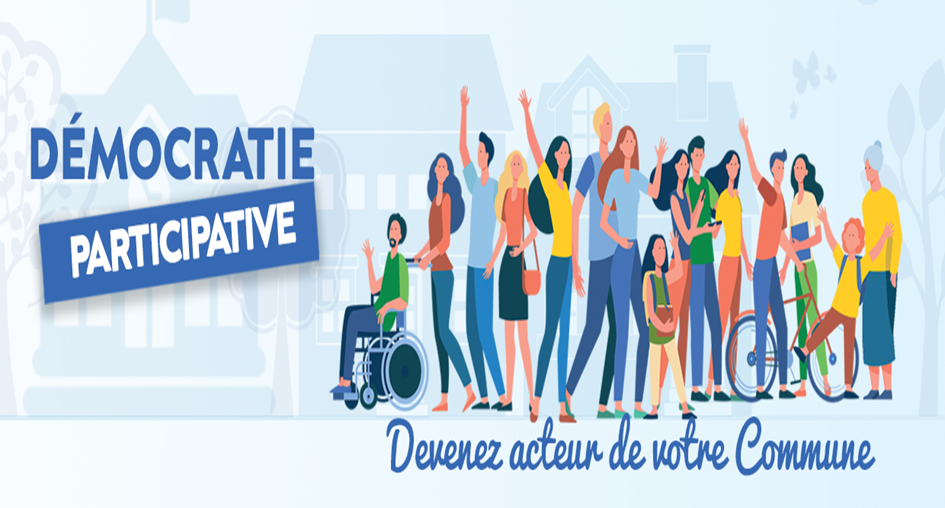 DÉMOCRATIE
PARTICIPATIVE
Devenez acteur de votre Commune